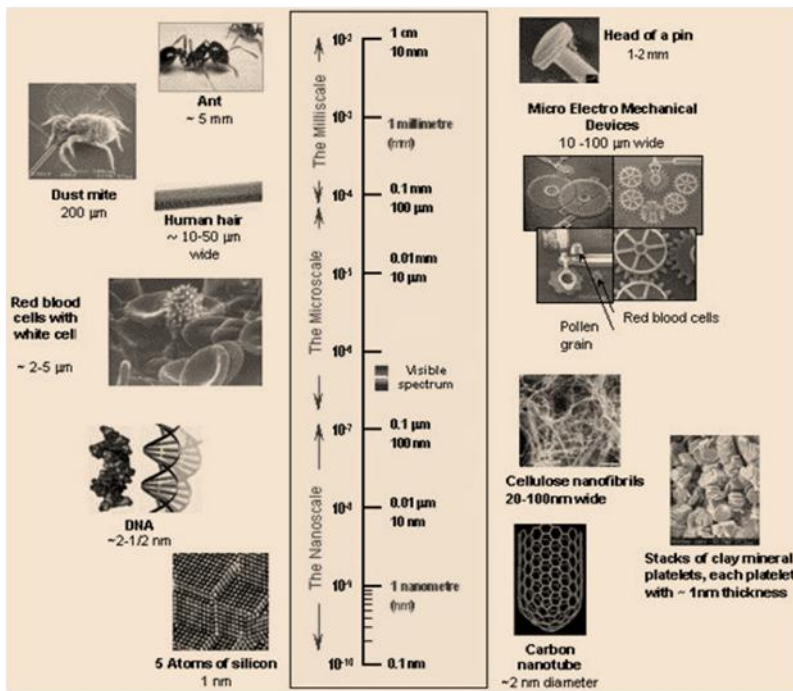 Ant
~ 5 mm
Dust mite
200 µm
Human hair
~ 10-50 µm
wide
Red blood
cells with
white cell
~ 2-5 µm
DNA
~2-1/2 nm
5 Atoms of silicon
1 nm
The Milliscale
The Microscale
The Nanoscale
10-2
1 cm
10 mm
10-3
1 millimetre
(mm)
10-4
0.1 mm
100 µm
0.01 mm
10-5
10 µm
10-6
Visible
spectrum
10-7
0.1 µm
100 nm
10-8
0.01 µm
10 nm
10-9
1 nanometre
(nm)
10-10
0.1 nm
Head of a pin
1-2 mm
Micro Electro Mechanical
Devices
10 -100 µm wide
Pollen
grain
Red blood cells
Cellulose nanofibrils
20-100nm wide
Stacks of clay mineral
platelets, each platelet
with ~ 1nm thickness
Carbon
nanotube
~2 nm diameter